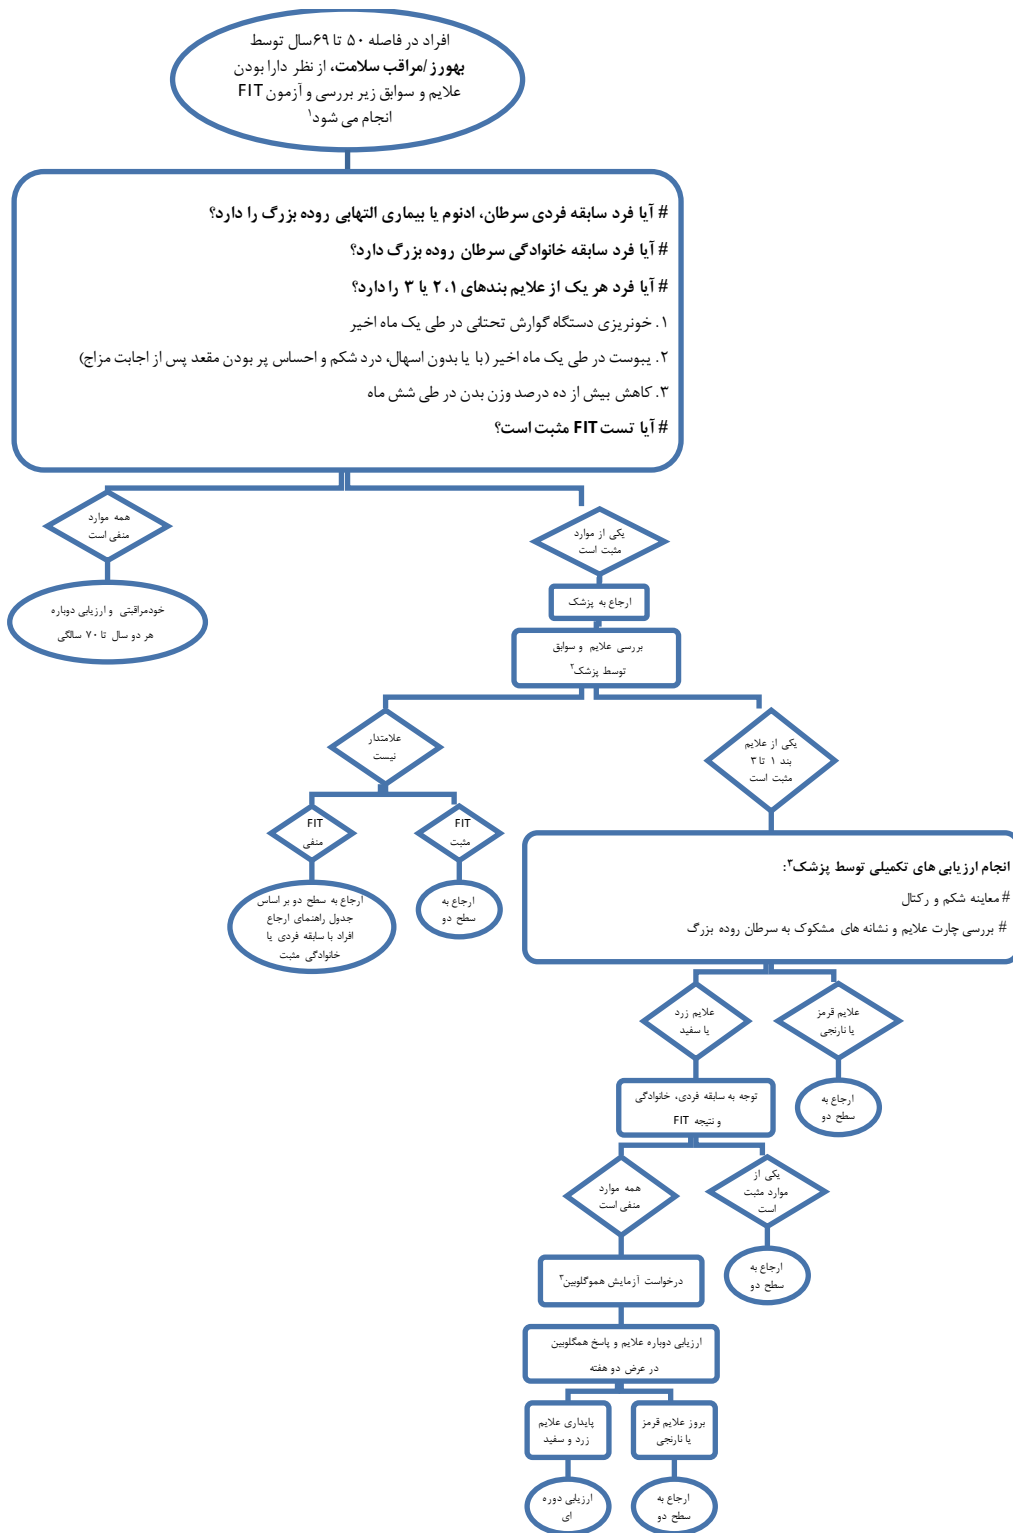 افراد در فاصله ۵۰ تا ۶۹سال توسط
بهورز/مراقب سلامت، از نظر دارا بودن
علایم و سوابق زیر بررسی و آزمون FIT
انجام می شود۱
# آیا فرد سابقه فردی سرطان، ادنوم یا بیماری التهابی روده بزرگ را دارد؟
# آیا فرد سابقه خانوادگی سرطان روده بزرگ دارد؟
# آیا فرد هر یک از علایم بندهای ۱، ۲ یا ۳ را دارد؟
۱. خونریزی دستگاه گوارش تحتانی در طی یک ماه اخیر
۲. یبوست در طی یک ماه اخیر (با یا بدون اسهال، درد شکم و احساس پر بودن مقعد پس از اجابت مزاج)
۳. کاهش بیش از ده درصد وزن بدن در طی شش ماه
# آیا تست FIT مثبت است؟
یکی از موارد
مثبت است
همه موارد
منفی است
خودمراقبتی و ارزیابی دوباره
هر دو سال تا ۷۰ سالگی
ارجاع به پزشک
بررسی علایم و سوابق
توسط پزشک۲
یکی از علایم
بند ۱ تا ۳
مثبت است
علامتدار
نیست
FIT
مثبت
FIT
منفی
ارجاع به
سطح دو
ارجاع به سطح دو بر اساس
جدول راهنمای ارجاع
افراد با سابقه فردی یا
خانوادگی مثبت
انجام ارزیابی های تکمیلی توسط پزشک۳:
# معاینه شکم و رکتال
# بررسی چارت علایم و نشانه های مشکوک به سرطان روده بزرگ
علایم قرمز
یا نارنجی
علایم زرد
یا سفید
ارجاع به
سطح دو
توجه به سابقه فردی، خانوادگی
و نتیجه FIT
یکی از
موارد مثبت
است
همه موارد
منفی است
ارجاع به
سطح دو
درخواست آزمایش هموگلوبین۳
ارزیابی دوباره علایم و پاسخ همگلوبین
در عرض دو هفته
بروز علایم قرمز
یا نارنجی
پایداری علایم
زرد و سفید
ارجاع به
سطح دو
ارزیابی دوره
ای